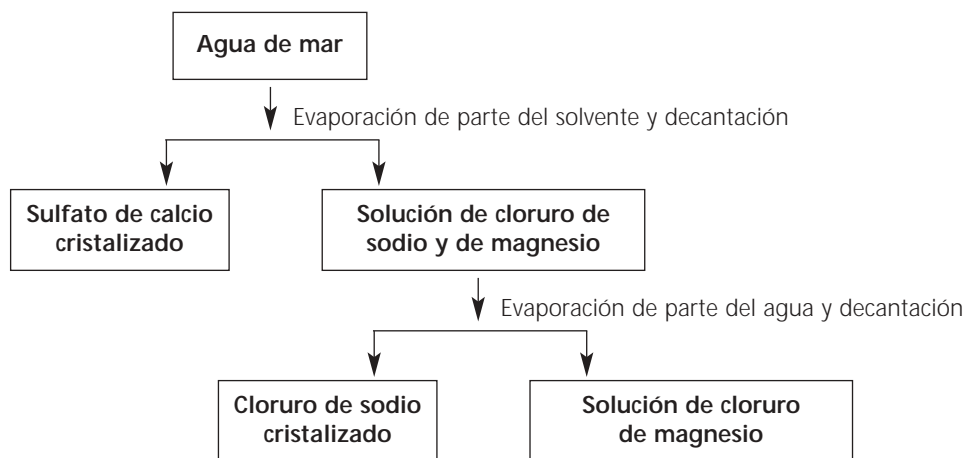 Agua de mar
Evaporación de parte del solvente y decantación
Sulfato de calcio
cristalizado
Solución de cloruro de
sodio y de magnesio
Evaporación de parte del agua y decantación
Cloruro de sodio
cristalizado
Solución de cloruro
de magnesio